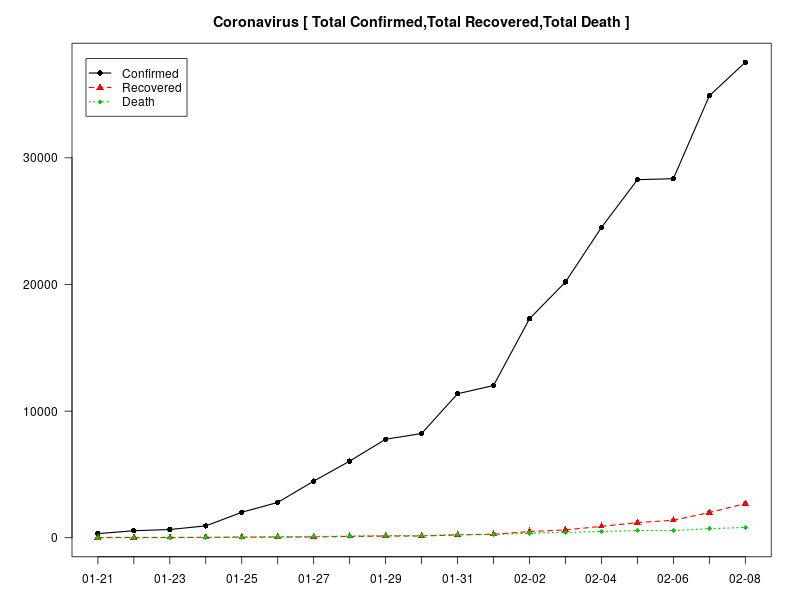 Coronavirus [ Total Confirmed,Total Recovered,Total Death ]
Confirmed
Recovered
Death
30000
20000
10000
0
01-21 01-23 01-25 01-27 01-29 01-31 02-02 02-04 02-06 02-08